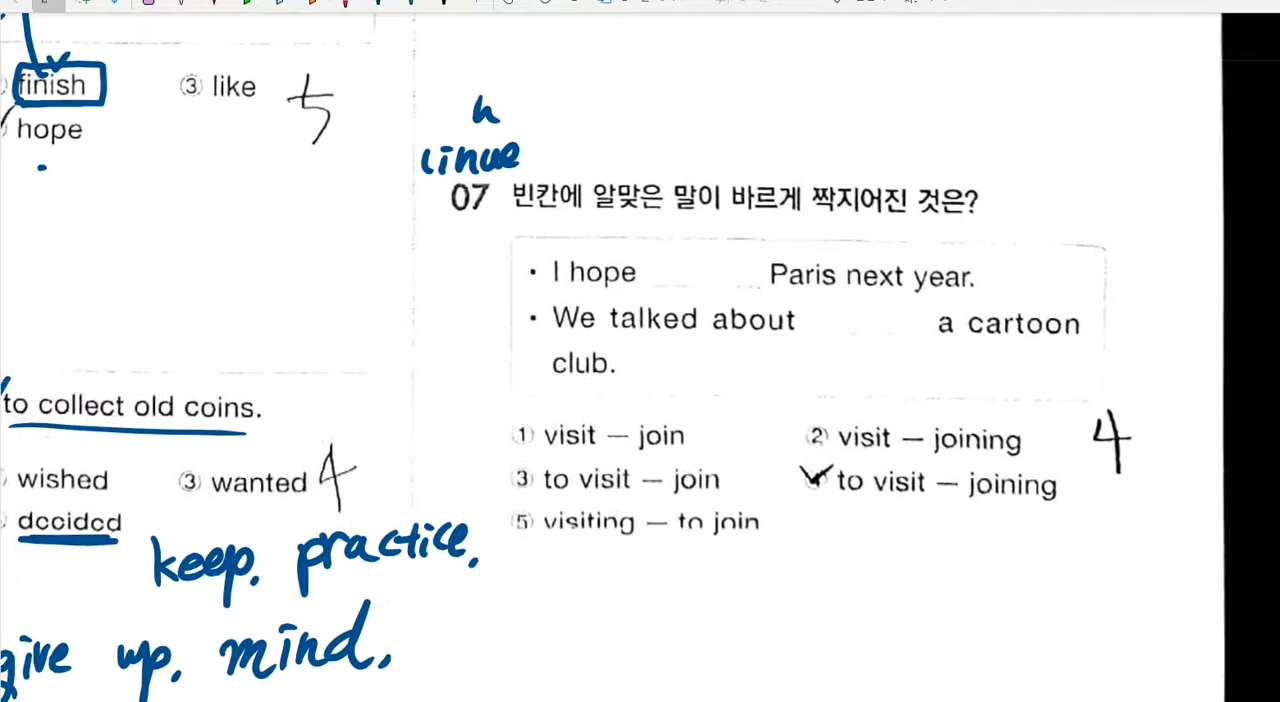 finish
③ like
5
hope
h
tinue
07 빈칸에 알맞은 말이 바르게 짝지어진 것은?
• I hope Paris next year.
• We talked about a cartoon
club.
① visit – join
② visit – joining
4
③ to visit – join
to visit – joining
⑤ visiting – to join
to collect old coins.
wished
③ wanted
4
decided
keep. practice.
give up. mind.